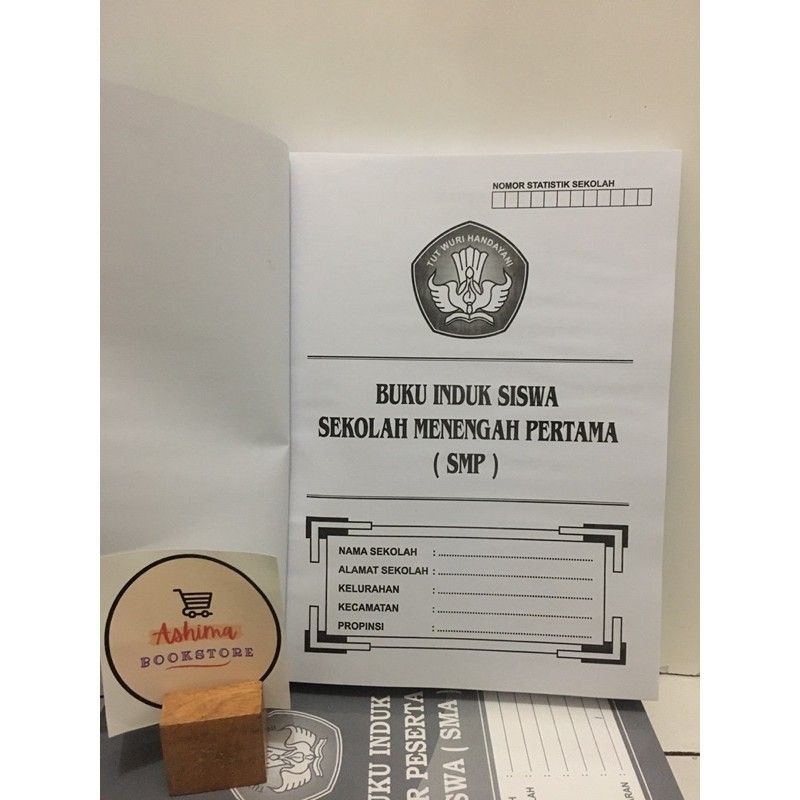 NOMOR STATISTIK SEKOLAH
TUT WURI HANDAYANI
BUKU INDUK SISWA
SEKOLAH MENENGAH PERTAMA
( SMP )
NAMA SEKOLAH :
ALAMAT SEKOLAH :
KELURAHAN :
KECAMATAN :
PROPINSI :
Ashima
BOOKSTORE
UKU INDUK
R PESERTA
SWA ( SMA )